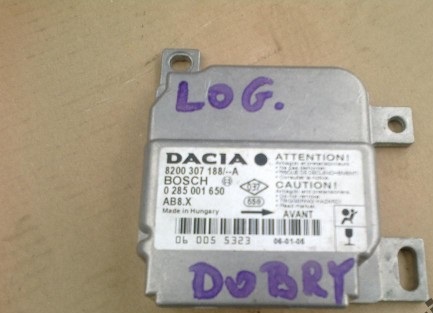 LOG.
DACIA
8200 307 188/--A
BOSCH
0 285 001 650
AB8.X
Made in Hungary
ATTENTION!
CAUTION!
AVANT
06 005 5323
06-01-06
DOBRY